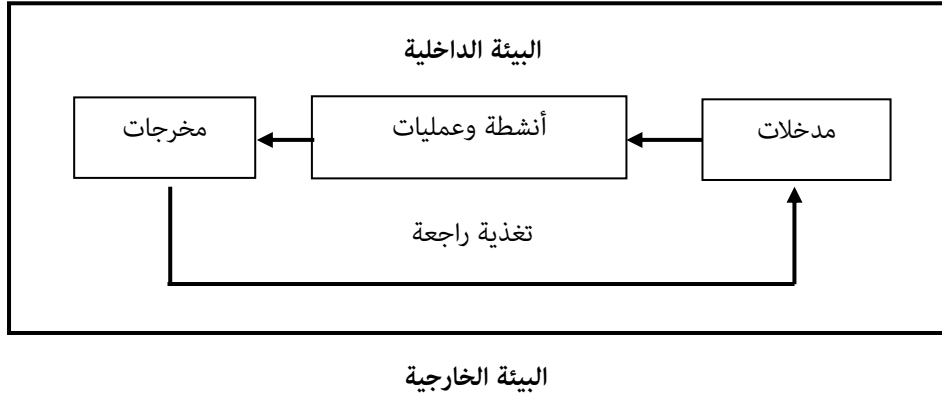 البيئة الداخلية
مدخلات
أنشطة وعمليات
مخرجات
تغذية راجعة
البيئة الخارجية